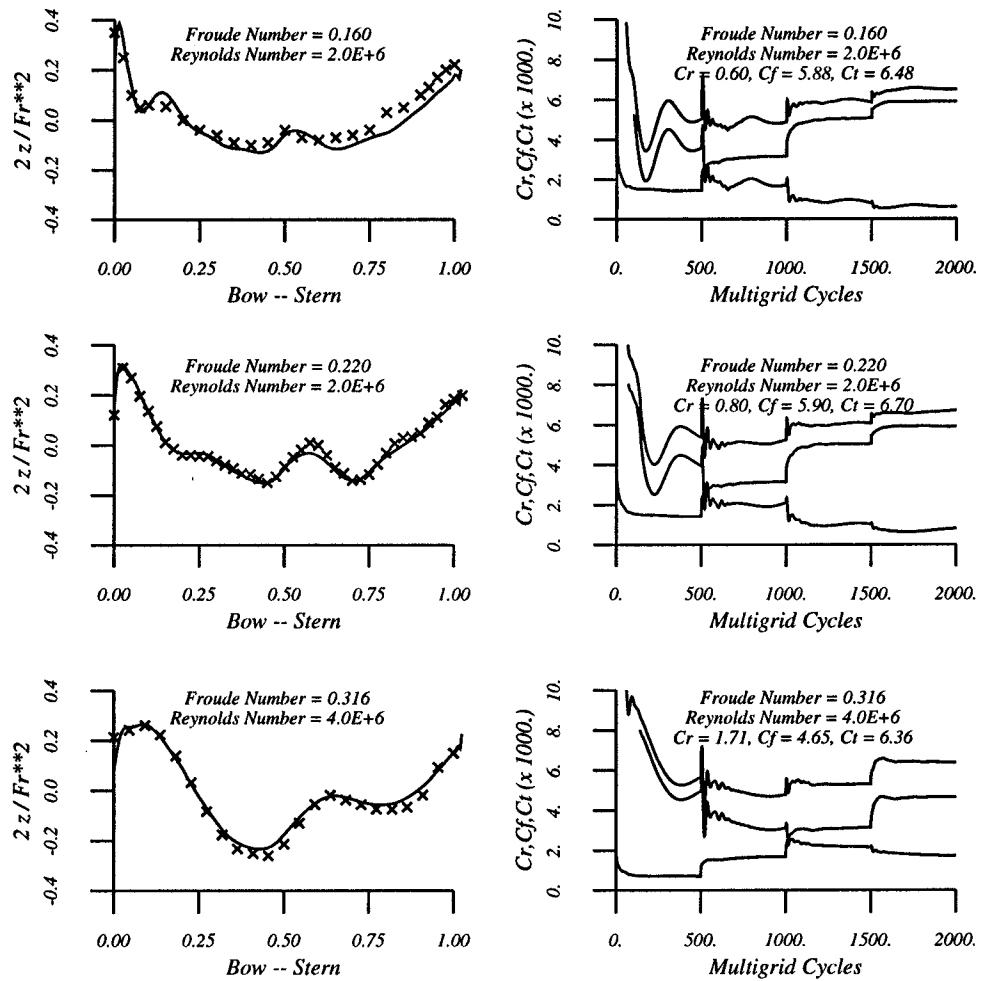 Froude Number = 0.160
Reynolds Number = 2.0E+6
2 z / Fr**2
0.4
0.2
0.0
-0.2
-0.4
0.00 0.25 0.50 0.75 1.00
Bow -- Stern
Froude Number = 0.160
Reynolds Number = 2.0E+6
Cr = 0.60, Cf = 5.88, Ct = 6.48
Cr,Cf,Ct (x 1000.)
10.
8.
6.
4.
2.
0.
0. 500. 1000. 1500. 2000.
Multigrid Cycles
Froude Number = 0.220
Reynolds Number = 2.0E+6
2 z / Fr**2
0.4
0.2
0.0
-0.2
-0.4
0.00 0.25 0.50 0.75 1.00
Bow -- Stern
Froude Number = 0.220
Reynolds Number = 2.0E+6
Cr = 0.80, Cf = 5.90, Ct = 6.70
Cr,Cf,Ct (x 1000.)
10.
8.
6.
4.
2.
0.
0. 500. 1000. 1500. 2000.
Multigrid Cycles
Froude Number = 0.316
Reynolds Number = 4.0E+6
2 z / Fr**2
0.4
0.2
0.0
-0.2
-0.4
0.00 0.25 0.50 0.75 1.00
Bow -- Stern
Froude Number = 0.316
Reynolds Number = 4.0E+6
Cr = 1.71, Cf = 4.65, Ct = 6.36
Cr,Cf,Ct (x 1000.)
10.
8.
6.
4.
2.
0.
0. 500. 1000. 1500. 2000.
Multigrid Cycles